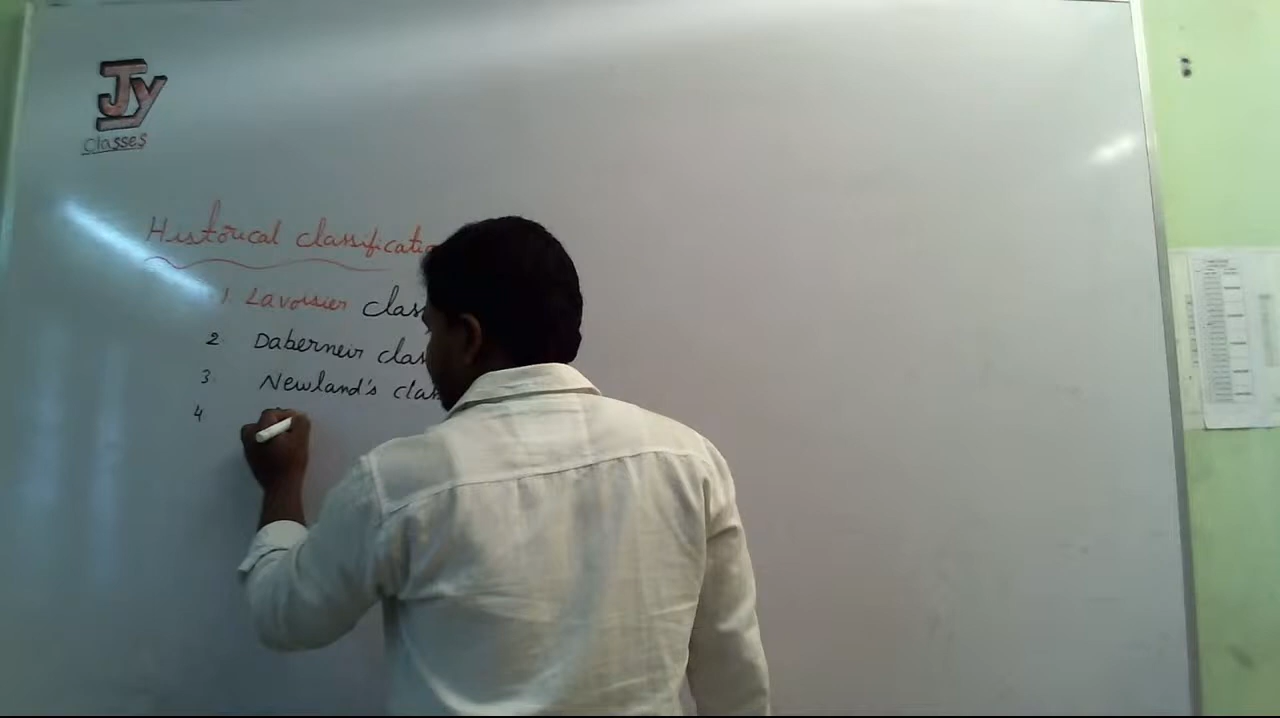 Jy
Classes
Historical classificatio
1. Lavoisier clas
2. Daberneir clas
3. Newland's clas
4